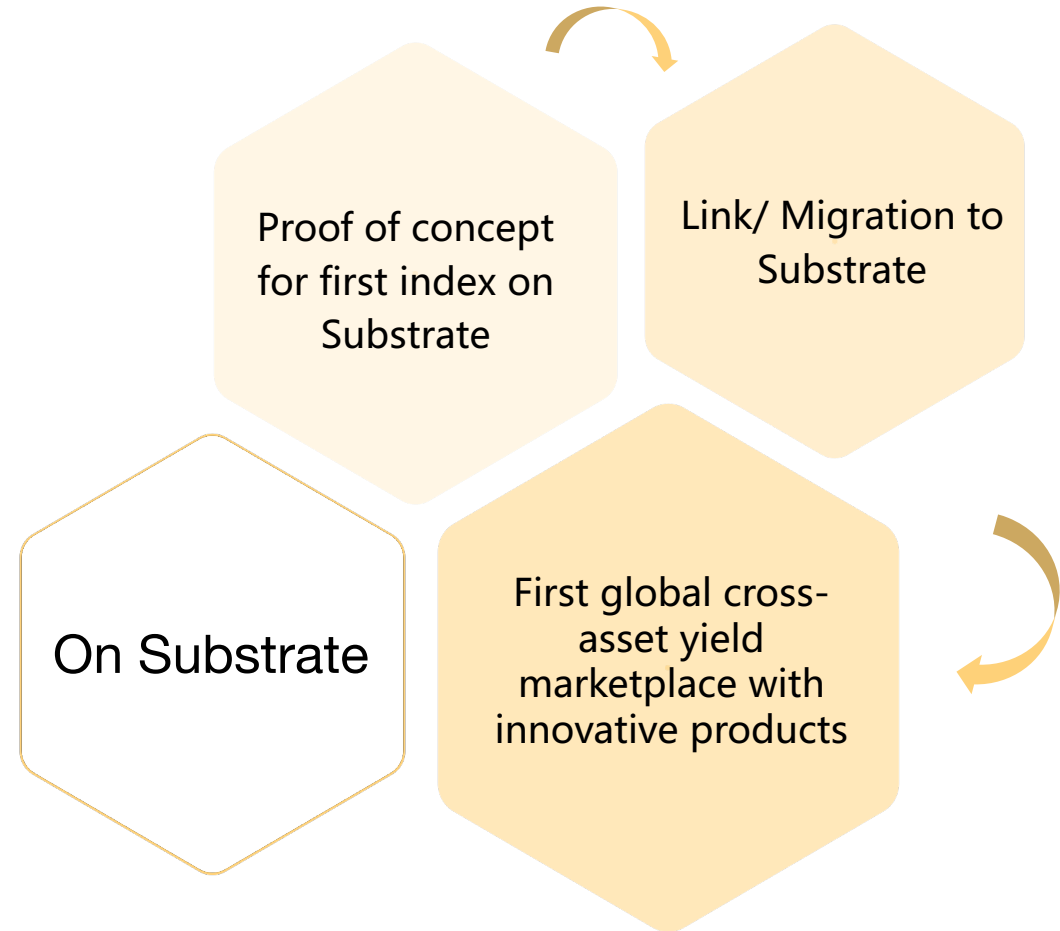 Proof of concept
for first index on
Substrate
Link/ Migration to
Substrate
On Substrate
First global cross-
asset yield
marketplace with
innovative products